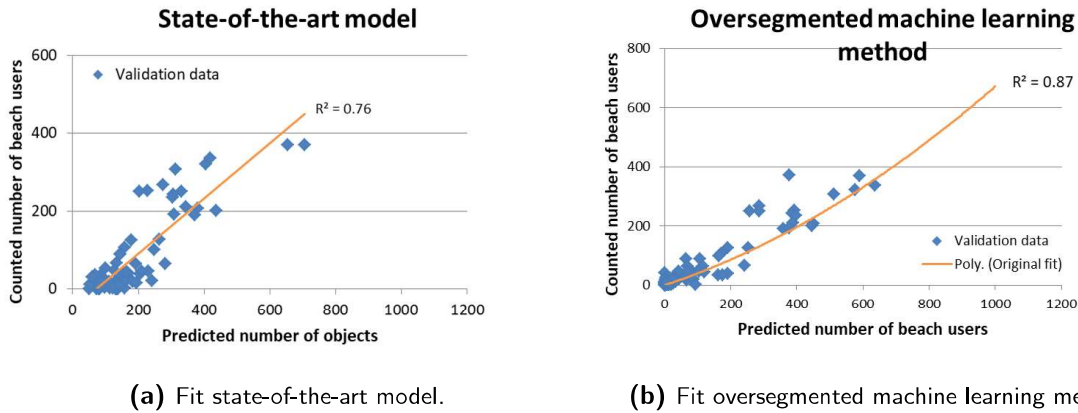 State-of-the-art model
600
400
200
0
Counted number of beach users
Validation data
R² = 0.76
0 200 400 600 800 1000 1200
Predicted number of objects
(a) Fit state-of-the-art model.
Oversegmented machine learning
method
800
600
400
200
0
Counted number of beach users
R² = 0.87
Validation data
Poly. (Original fit)
0 200 400 600 800 1000 1200
Predicted number of beach users
(b) Fit oversegmented machine learning me